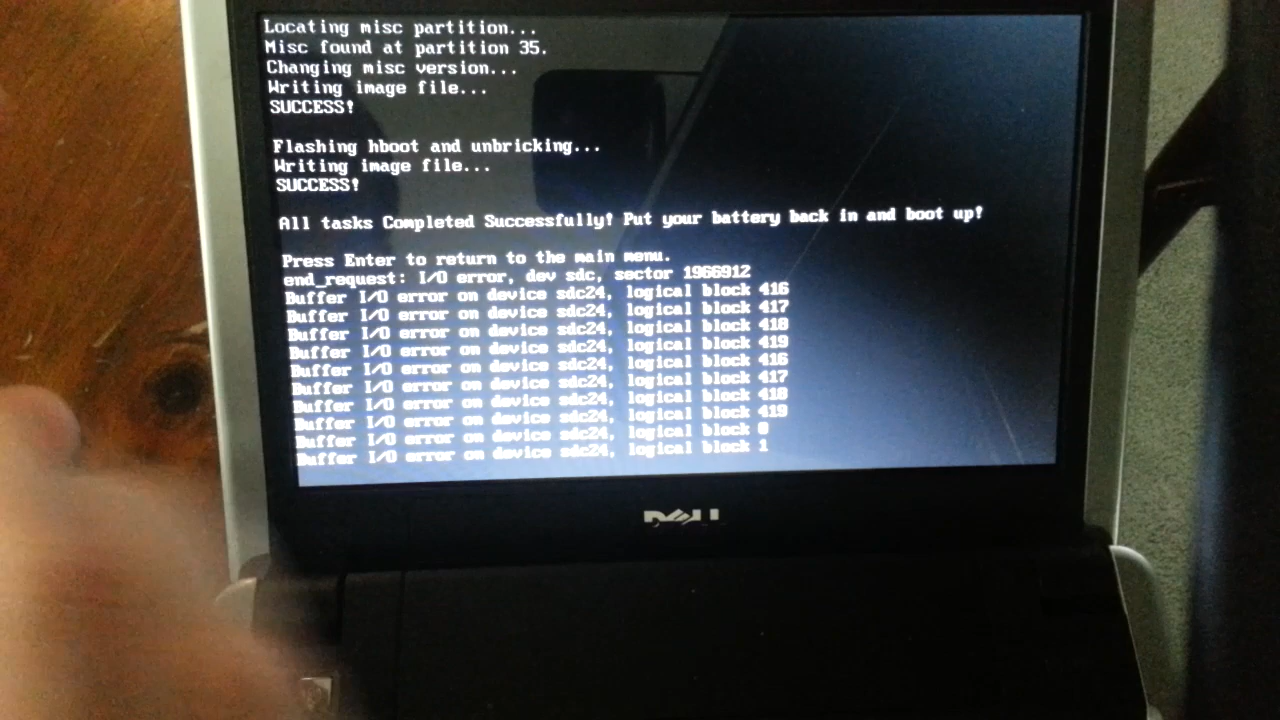 Locating misc partition...
Misc found at partition 35.
Changing misc version...
Writing image file...
SUCCESS!
Flashing hboot and unbricking...
Writing image file...
SUCCESS!
All tasks Completed Successfully! Put your battery back in and boot up!
Press Enter to return to the main menu.
end_request: I/O error, dev sdc, sector 1966912
Buffer I/O error on device sdc24, logical block 416
Buffer I/O error on device sdc24, logical block 417
Buffer I/O error on device sdc24, logical block 418
Buffer I/O error on device sdc24, logical block 419
Buffer I/O error on device sdc24, logical block 416
Buffer I/O error on device sdc24, logical block 417
Buffer I/O error on device sdc24, logical block 418
Buffer I/O error on device sdc24, logical block 419
Buffer I/O error on device sdc24, logical block 0
Buffer I/O error on device sdc24, logical block 1
DELL